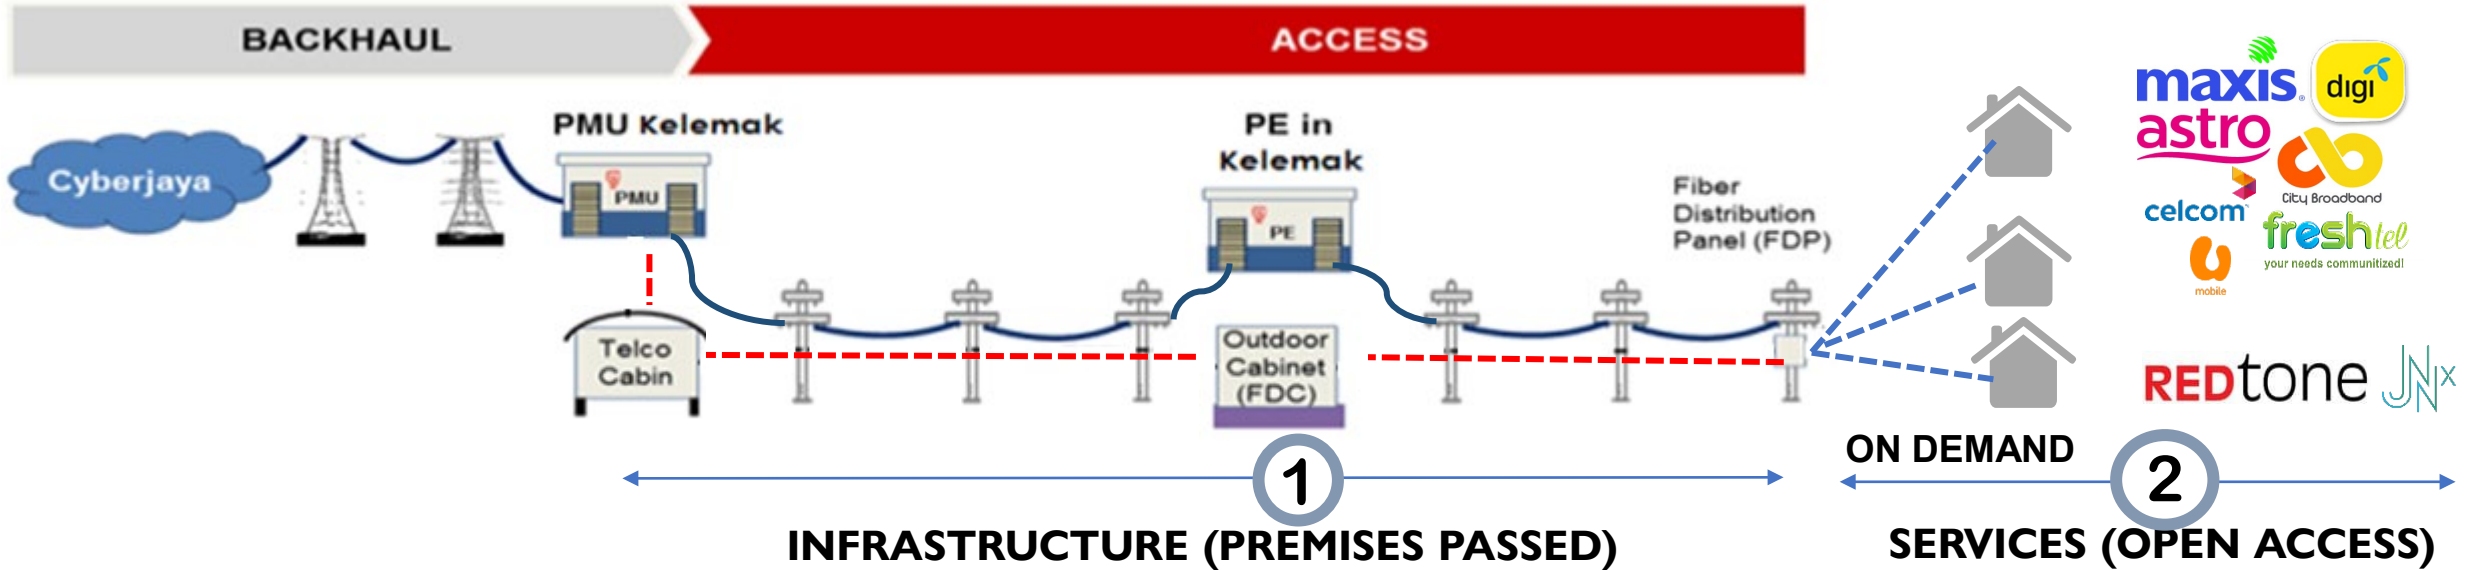 BACKHAUL
ACCESS
Cyberjaya
PMU Kelemak
PMU
PE in
Kelemak
PE
Fiber
Distribution
Panel (FDP)
Telco
Cabin
Outdoor
Cabinet
(FDC)
maxis
digi
astro
City Broadband
celcom
freshtel
your needs communitized!
mobile
REDtone
JNX
ON DEMAND
1
2
INFRASTRUCTURE (PREMISES PASSED)
SERVICES (OPEN ACCESS)